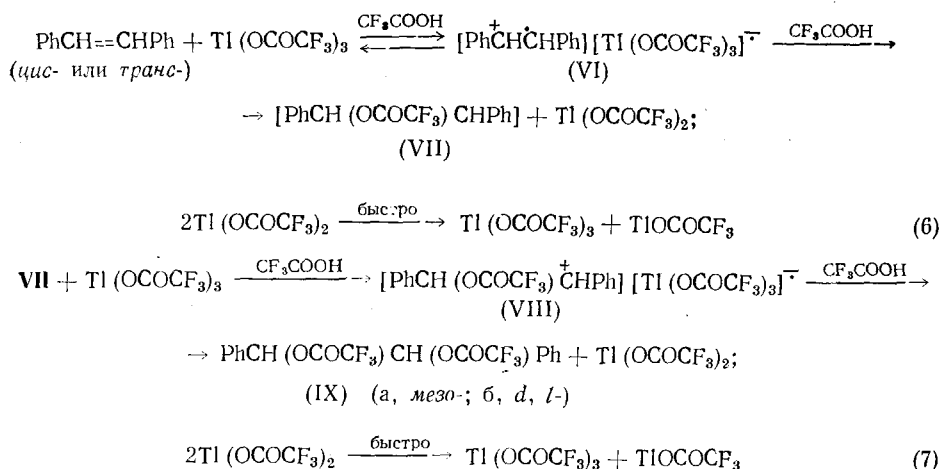 CF₃COOH CF₃COOH
PhCH==CHPh + Tl (OCOCF₃)₃ ⇄ [PhĊ⁺HĊHPh] [Tl (OCOCF₃)₃]⁻· →
(цис- или транс-) (VI)
→ [PhCH (OCOCF₃) CHPh] + Tl (OCOCF₃)₂;
(VII)
быстро
2Tl (OCOCF₃)₂ → Tl (OCOCF₃)₃ + TlOCOCF₃ (6)
CF₃COOH CF₃COOH
VII + Tl (OCOCF₃)₃ → [PhCH (OCOCF₃) C⁺HPh] [Tl (OCOCF₃)₃]⁻· →
(VIII)
→ PhCH (OCOCF₃) CH (OCOCF₃) Ph + Tl (OCOCF₃)₂;
(IX) (а, мезо-; б, d, l-)
быстро
2Tl (OCOCF₃)₂ → Tl (OCOCF₃)₃ + TlOCOCF₃ (7)